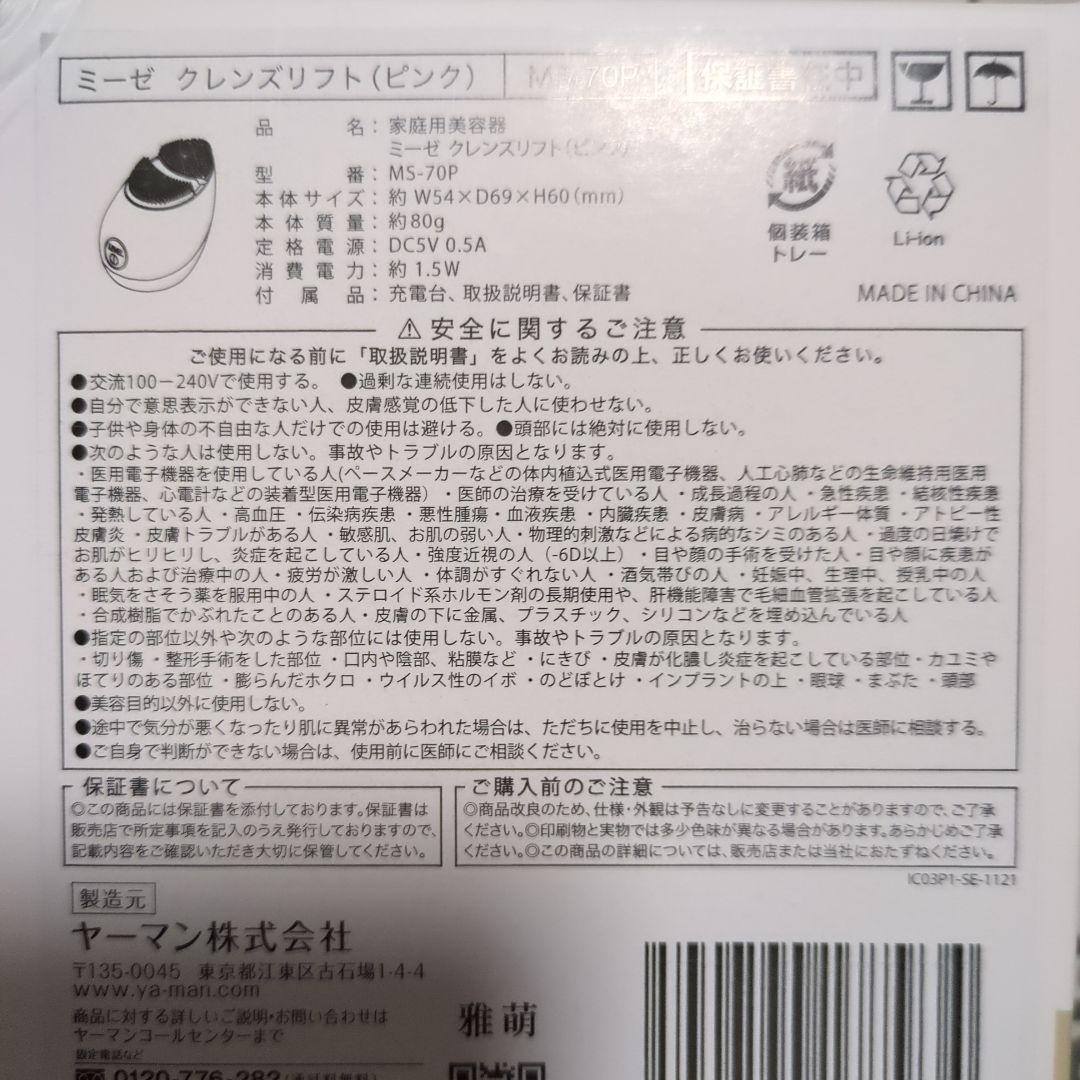 ミーゼ クレンズリフト(ピンク) MS-70P 保証書 中
品名:家庭用美容器
ミーゼ クレンズリフト(ピンク)
型番:MS-70P
本体サイズ:約 W54×D69×H60(mm)
本体質量:約80g
定格電源:DC5V 0.5A
消費電力:約 1.5W
付属品:充電台、取扱説明書、保証書
紙
個装箱
トレー
Li-ion
MADE IN CHINA
⚠安全に関するご注意
ご使用になる前に「取扱説明書」をよくお読みの上、正しくお使いください。
●交流100-240Vで使用する。 ●過剰な連続使用はしない。
●自分で意思表示ができない人、皮膚感覚の低下した人に使わせない。
●子供や身体の不自由な人だけでの使用は避ける。●頭部には絶対に使用しない。
●次のような人は使用しない。事故やトラブルの原因となります。
・医用電子機器を使用している人(ペースメーカーなどの体内植込式医用電子機器、人工心肺などの生命維持用医用
電子機器、心電計などの装着型医用電子機器)・医師の治療を受けている人・成長過程の人・急性疾患・結核性疾患
・発熱している人・高血圧・伝染病疾患・悪性腫瘍・血液疾患・内臓疾患・皮膚病・アレルギー体質・アトピー性
皮膚炎・皮膚トラブルがある人・敏感肌、お肌の弱い人・物理的刺激などによる病的なシミのある人・過度の日焼けで
お肌がヒリヒリし、炎症を起こしている人・強度近視の人(-6D以上)・目や顔の手術を受けた人・目や顔に疾患が
ある人および治療中の人・疲労が激しい人・体調がすぐれない人・酒気帯びの人・妊娠中、生理中、授乳中の人
・眠気をさそう薬を服用中の人・ステロイド系ホルモン剤の長期使用や、肝機能障害で毛細血管拡張を起こしている人
・合成樹脂でかぶれたことのある人・皮膚の下に金属、プラスチック、シリコンなどを埋め込んでいる人
●指定の部位以外や次のような部位には使用しない。事故やトラブルの原因となります。
・切り傷・整形手術をした部位・口内や陰部、粘膜など・にきび・皮膚が化膿し炎症を起こしている部位・カユミや
ほてりのある部位・膨らんだホクロ・ウイルス性のイボ・のどぼとけ・インプラントの上・眼球・まぶた・頭部
●美容目的以外に使用しない。
●途中で気分が悪くなったり肌に異常があらわれた場合は、ただちに使用を中止し、治らない場合は医師に相談する。
●ご自身で判断ができない場合は、使用前に医師にご相談ください。
保証書について
◎この商品には保証書を添付しております。保証書は
販売店で所定事項を記入のうえ発行しておりますので、
記載内容をご確認いただき大切に保管してください。
ご購入前のご注意
◎商品改良のため、仕様・外観は予告なしに変更することがありますので、ご了承
ください。◎印刷物と実物では多少色味が異なる場合があります。あらかじめご了承
ください。◎この商品の詳細については、販売店または当社におたずねください。
IC03P1-SE-1121
製造元
ヤーマン株式会社
〒135-0045 東京都江東区古石場1-4-4
www.ya-man.com
商品に対する詳しいご説明・お問い合わせは
ヤーマンコールセンターまで
固定電話など
0120-776-282(通話料無料)
雅萌